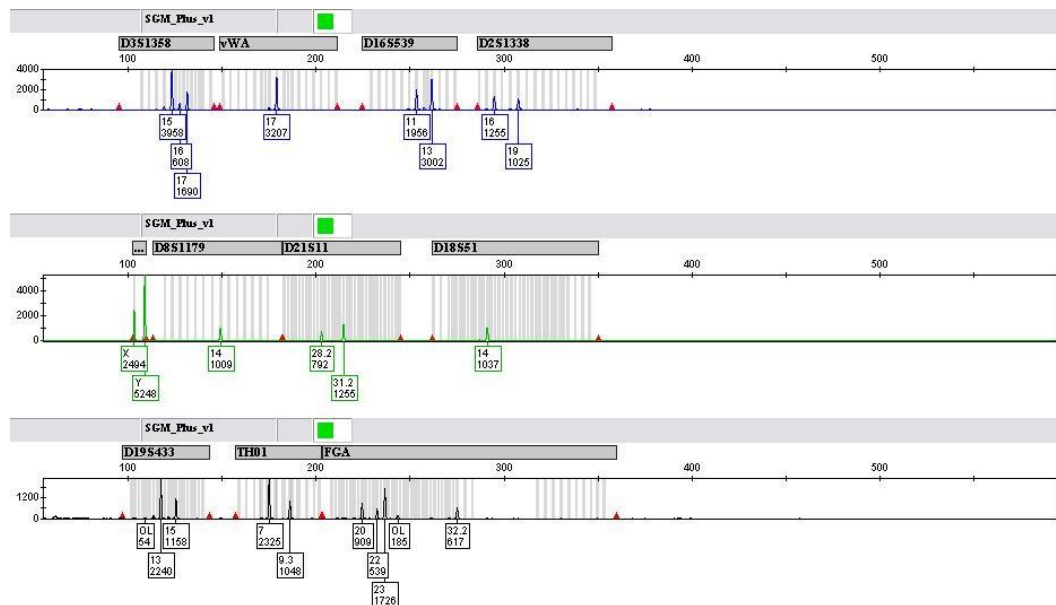 SGM_Plus_v1
D3S1358 vWA D16S539 D2S1338
100 200 300 400 500
4000
2000
0
15 17 11 16
3958 3207 1956 1255
16 13 19
608 3002 1025
17
1690
SGM_Plus_v1
... D8S1179 D21S11 D18S51
100 200 300 400 500
4000
2000
0
X 14 28.2 14
2494 1009 792 1037
Y 31.2
5248 1255
SGM_Plus_v1
D19S433 TH01 FGA
100 200 300 400 500
1200
0
OL 15 7 20 OL 32.2
54 1158 2325 909 185 617
13 9.3 22
2240 1048 539
23
1726